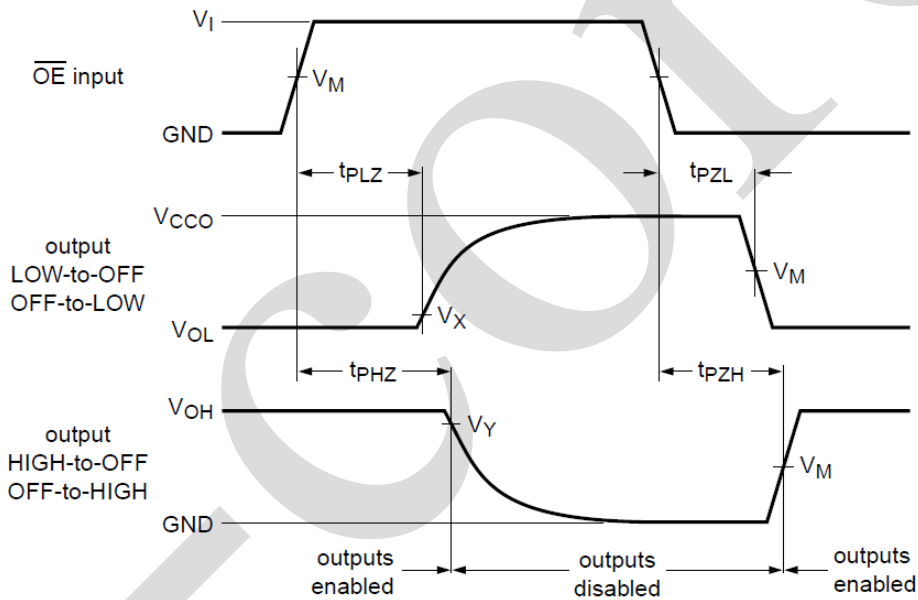 V_I
OE input
V_M
GND
t_PLZ
t_PZL
V_CCO
output
LOW-to-OFF
OFF-to-LOW
V_M
V_X
V_OL
t_PHZ
t_PZH
V_OH
output
HIGH-to-OFF
OFF-to-HIGH
V_Y
V_M
GND
outputs
enabled
outputs
disabled
outputs
enabled